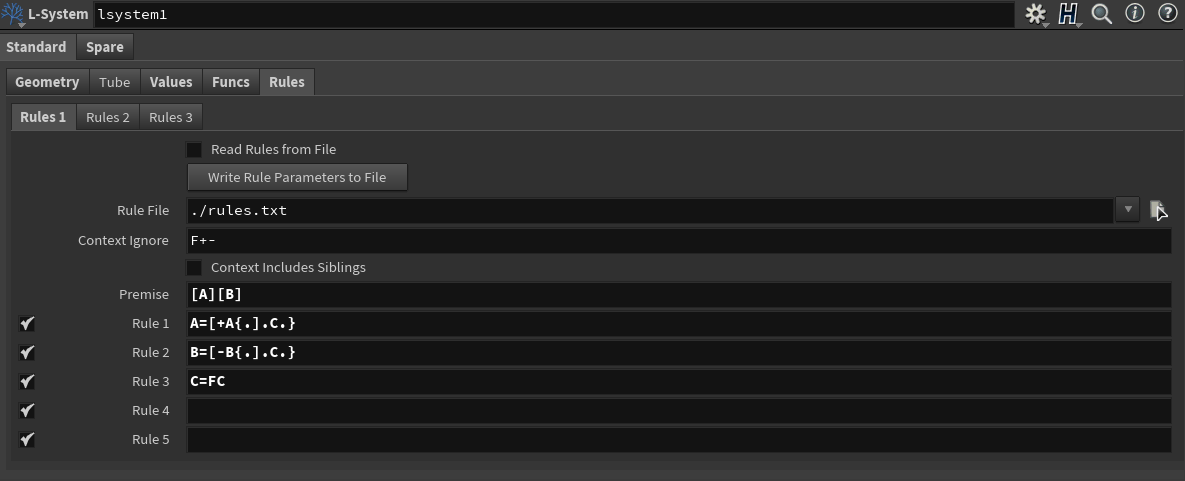 L-System lsystem1
Standard Spare
Geometry Tube Values Funcs Rules
Rules 1 Rules 2 Rules 3
Read Rules from File
Write Rule Parameters to File
Rule File ./rules.txt
Context Ignore F+-
Context Includes Siblings
Premise [A][B]
Rule 1 A=[+A{.].C.}
Rule 2 B=[-B{.].C.}
Rule 3 C=FC
Rule 4
Rule 5